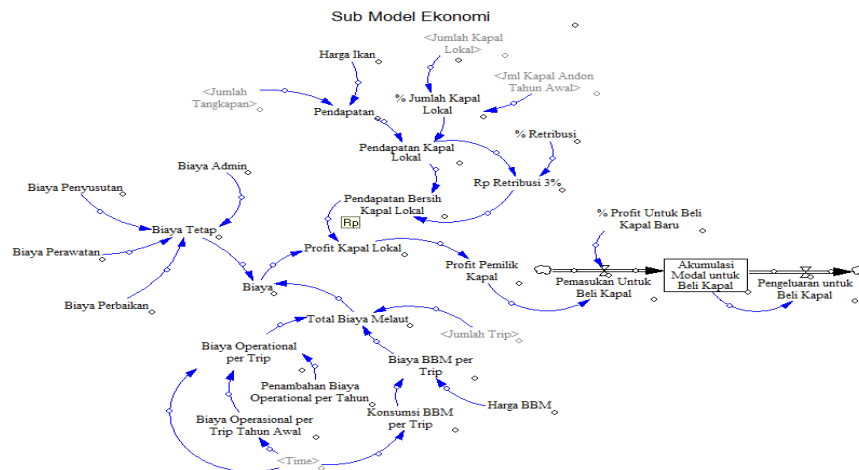 Sub Model Ekonomi
<Jumlah Kapal
Lokal>
Harga Ikan
<Jml Kapal Andon
Tahun Awal>
<Jumlah
Tangkapan>
% Jumlah Kapal
Lokal
Pendapatan
% Retribusi
Pendapatan Kapal
Lokal
Biaya Admin
Rp Retribusi 3%
Biaya Penyusutan
Pendapatan Bersih
Kapal Lokal
Rp
% Profit Untuk Beli
Kapal Baru
Biaya Tetap
Biaya Perawatan
Profit Kapal Lokal
Profit Pemilik
Kapal
Akumulasi
Modal untuk
Beli Kapal
Pemasukan Untuk
Beli Kapal
Pengeluaran untuk
Beli Kapal
Biaya
Biaya Perbaikan
Total Biaya Melaut
<Jumlah Trip>
Biaya Operational
per Trip
Biaya BBM per
Trip
Penambahan Biaya
Operational per Tahun
Harga BBM
Konsumsi BBM
per Trip
Biaya Operasional per
Trip Tahun Awal
<Time>